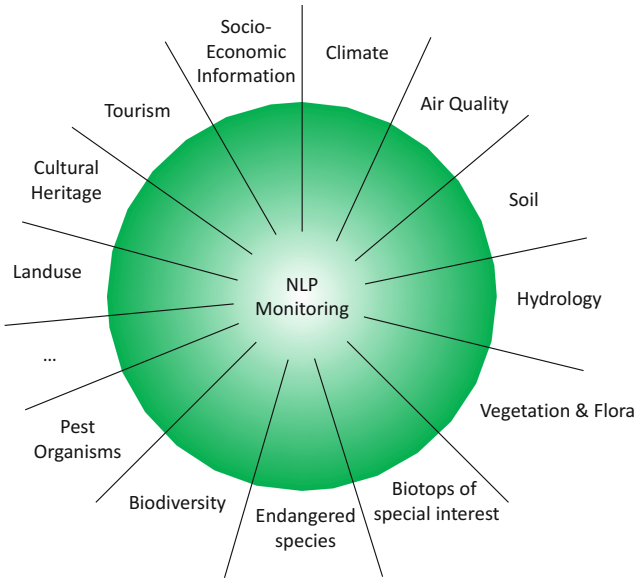 Socio-
Economic
Information
Climate
Air Quality
Soil
Hydrology
Vegetation & Flora
Biotops of
special interest
Endangered
species
Biodiversity
Pest
Organisms
...
Landuse
Cultural
Heritage
Tourism
NLP
Monitoring